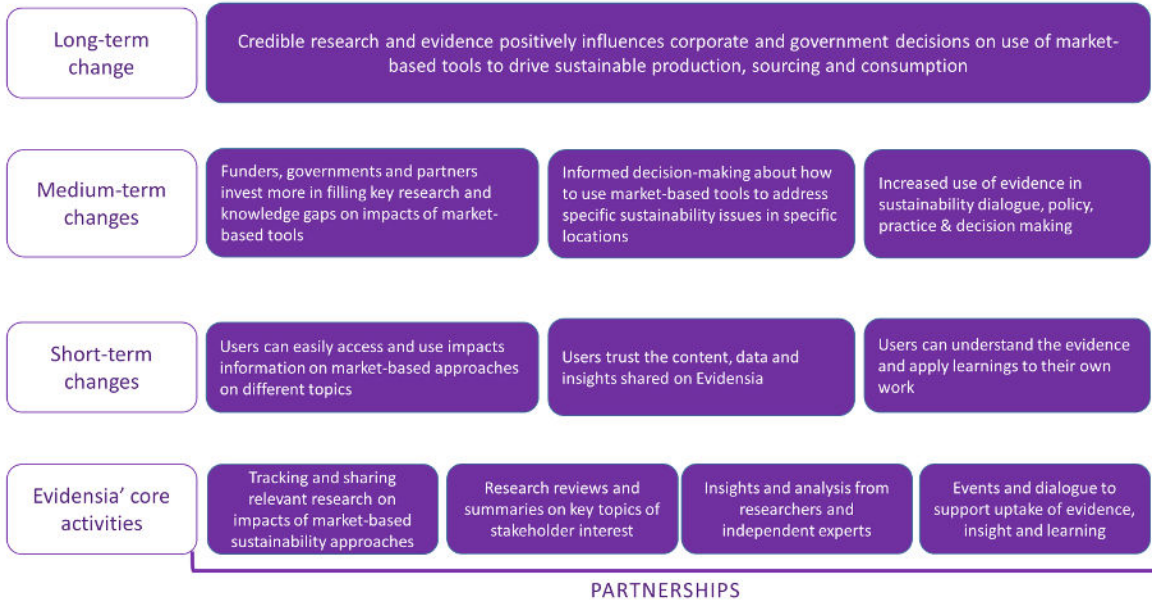 Long-term
change
Credible research and evidence positively influences corporate and government decisions on use of market-
based tools to drive sustainable production, sourcing and consumption
Medium-term
changes
Funders, governments and partners
invest more in filling key research and
knowledge gaps on impacts of market-
based tools
Informed decision-making about how
to use market-based tools to address
specific sustainability issues in specific
locations
Increased use of evidence in
sustainability dialogue, policy,
practice & decision making
Short-term
changes
Users can easily access and use impacts
information on market-based approaches
on different topics
Users trust the content, data and
insights shared on Evidensia
Users can understand the evidence
and apply learnings to their own
work
Evidensia' core
activities
Tracking and sharing
relevant research on
impacts of market-based
sustainability approaches
Research reviews and
summaries on key topics of
stakeholder interest
Insights and analysis from
researchers and
independent experts
Events and dialogue to
support uptake of evidence,
insight and learning
PARTNERSHIPS